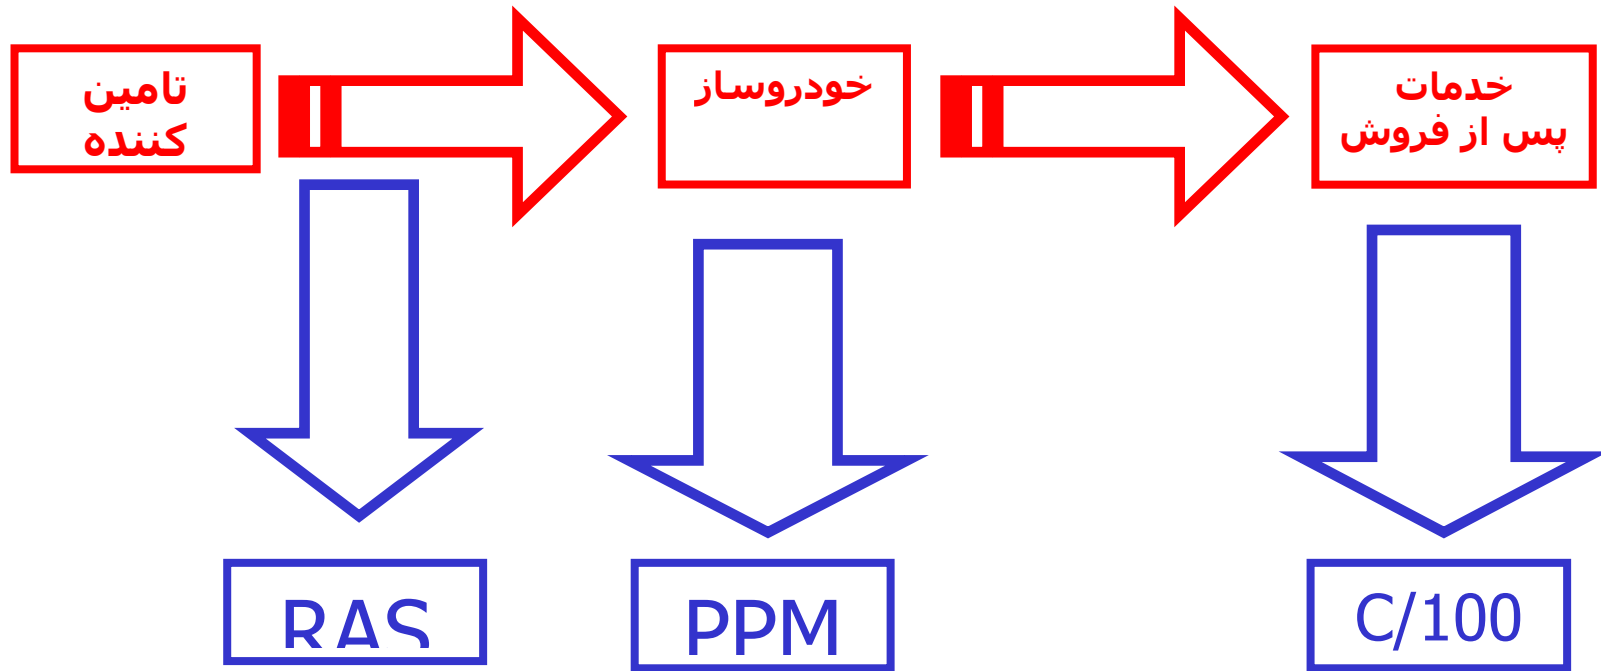 تامین
کننده
خودروساز
خدمات
پس از فروش
RAS
PPM
C/100